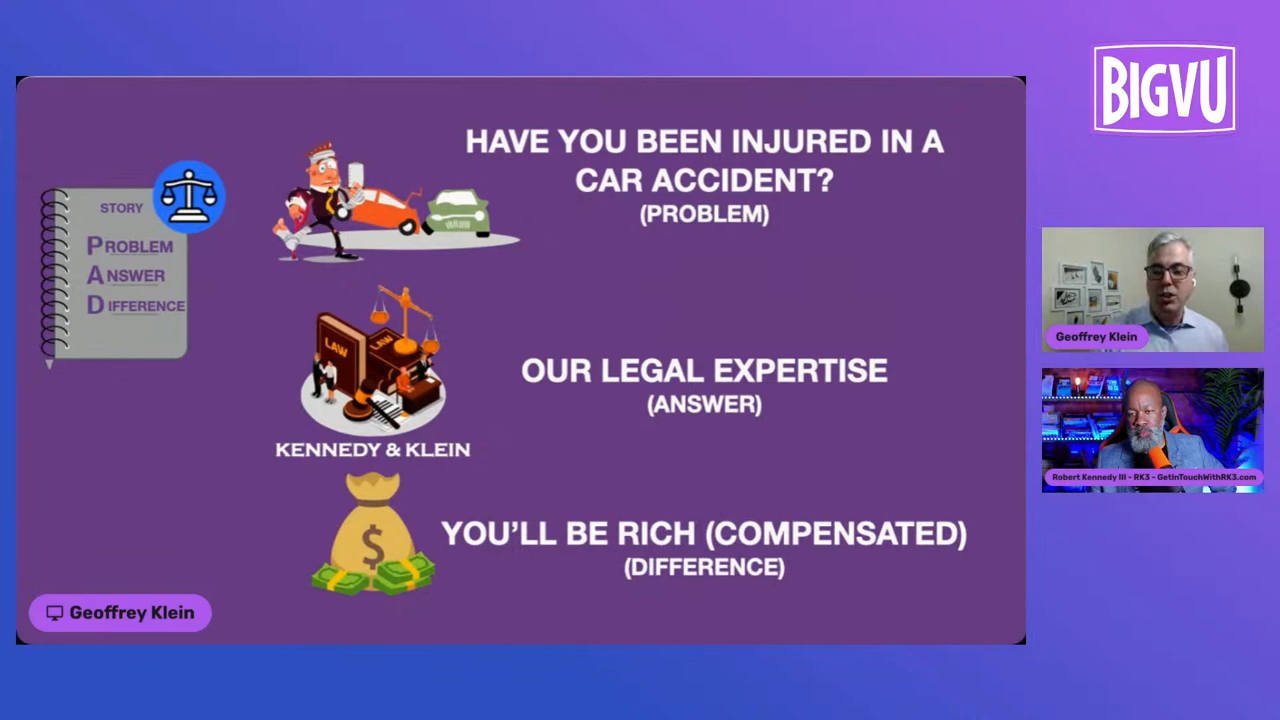 BIGVU
HAVE YOU BEEN INJURED IN A
CAR ACCIDENT?
(PROBLEM)
STORY
PROBLEM
ANSWER
DIFFERENCE
LAW
LAW
KENNEDY & KLEIN
OUR LEGAL EXPERTISE
(ANSWER)
$
YOU'LL BE RICH (COMPENSATED)
(DIFFERENCE)
Geoffrey Klein
Geoffrey Klein
Robert Kennedy III - RK3 - GetInTouchWithRK3.com